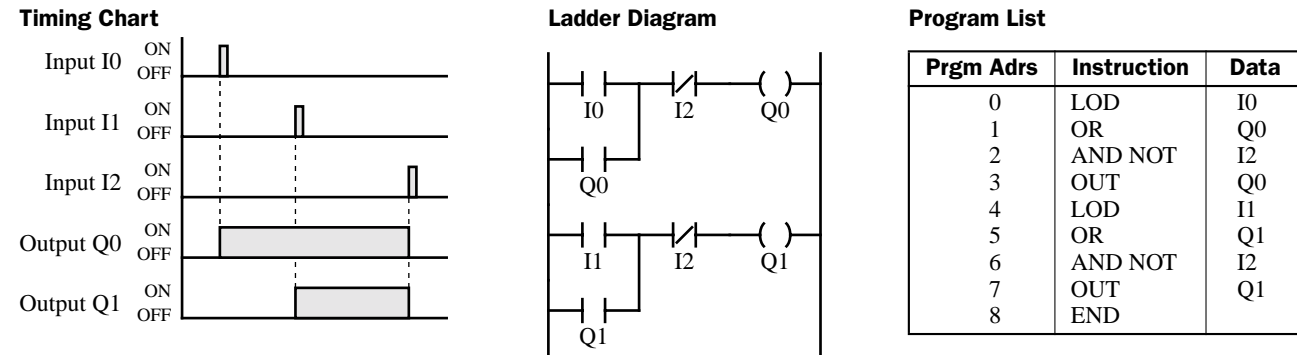 Timing Chart
Input I0 ON
OFF
Input I1 ON
OFF
Input I2 ON
OFF
Output Q0 ON
OFF
Output Q1 ON
OFF
Ladder Diagram
I0 I2 Q0
Q0
I1 I2 Q1
Q1
Program List
Prgm Adrs Instruction Data
0 LOD I0
1 OR Q0
2 AND NOT I2
3 OUT Q0
4 LOD I1
5 OR Q1
6 AND NOT I2
7 OUT Q1
8 END